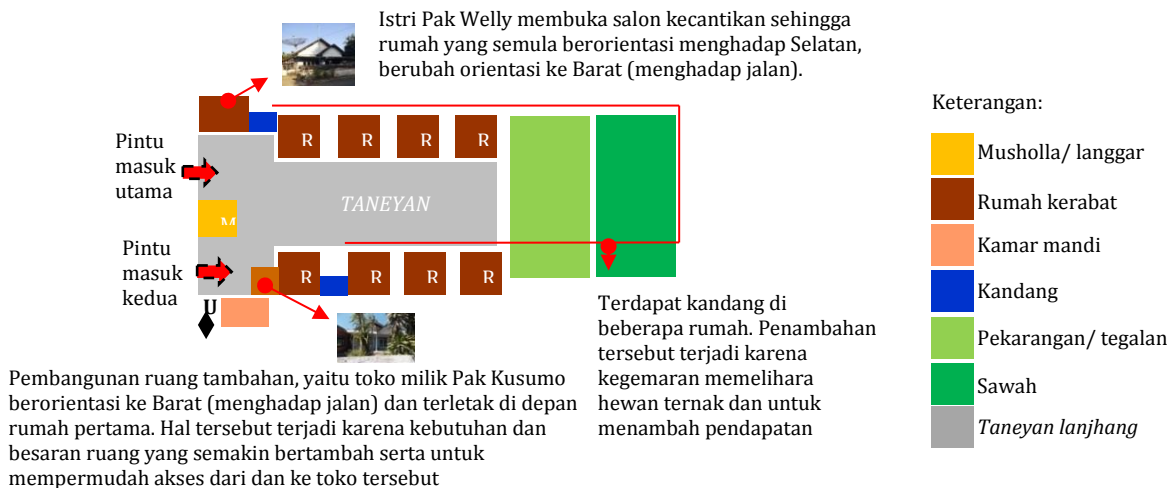 Istri Pak Welly membuka salon kecantikan sehingga
rumah yang semula berorientasi menghadap Selatan,
berubah orientasi ke Barat (menghadap jalan).
Pintu
masuk
utama
R R R R
TANEYAN
M
Pintu
masuk
kedua
R R R R
U
Terdapat kandang di
beberapa rumah. Penambahan
tersebut terjadi karena
kegemaran memelihara
hewan ternak dan untuk
menambah pendapatan
Pembangunan ruang tambahan, yaitu toko milik Pak Kusumo
berorientasi ke Barat (menghadap jalan) dan terletak di depan
rumah pertama. Hal tersebut terjadi karena kebutuhan dan
besaran ruang yang semakin bertambah serta untuk
mempermudah akses dari dan ke toko tersebut
Keterangan:
Musholla/ langgar
Rumah kerabat
Kamar mandi
Kandang
Pekarangan/ tegalan
Sawah
Taneyan lanjhang